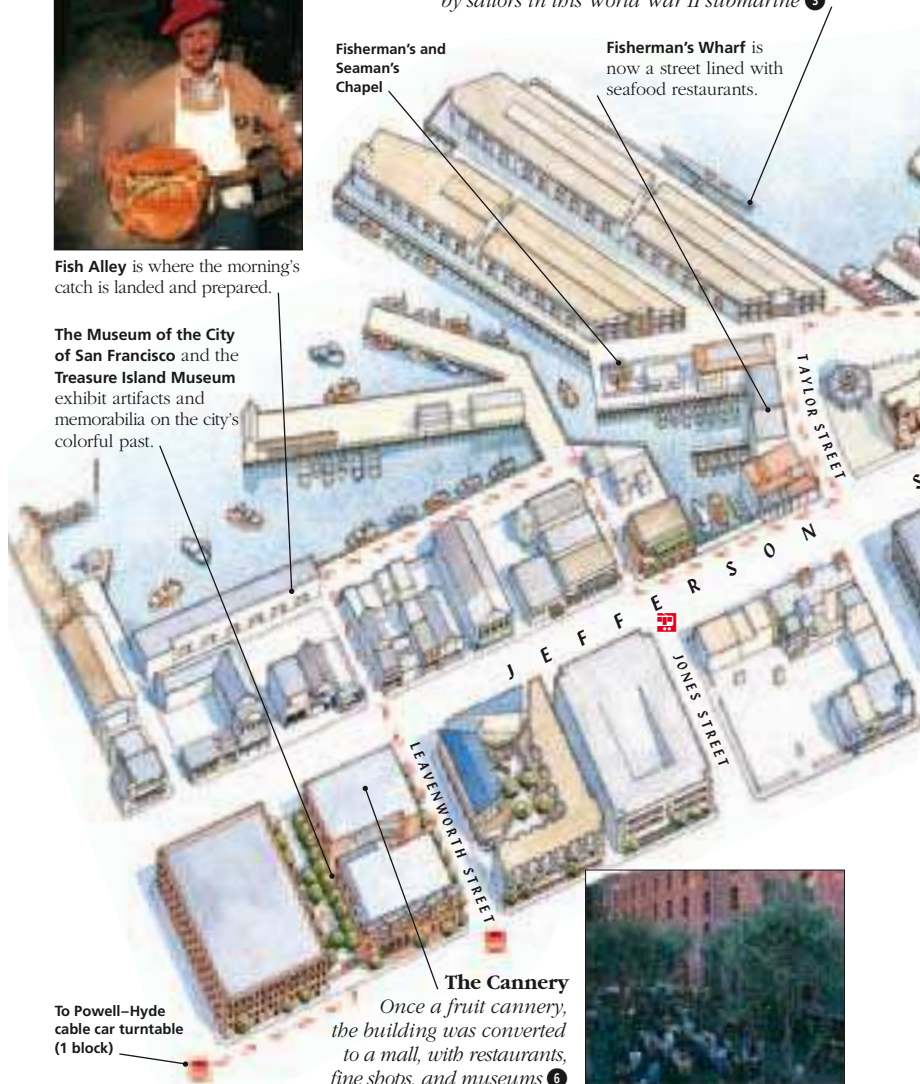 by sailors in this World War II submarine 5
Fisherman's and
Seaman's
Chapel
Fisherman's Wharf is
now a street lined with
seafood restaurants.
Fish Alley is where the morning's
catch is landed and prepared.
The Museum of the City
of San Francisco and the
Treasure Island Museum
exhibit artifacts and
memorabilia on the city's
colorful past.
TAYLOR STREET
JEFFERSON S
JONES STREET
LEAVENWORTH STREET
The Cannery
Once a fruit cannery,
the building was converted
to a mall, with restaurants,
fine shops, and museums 6
To Powell–Hyde
cable car turntable
(1 block)